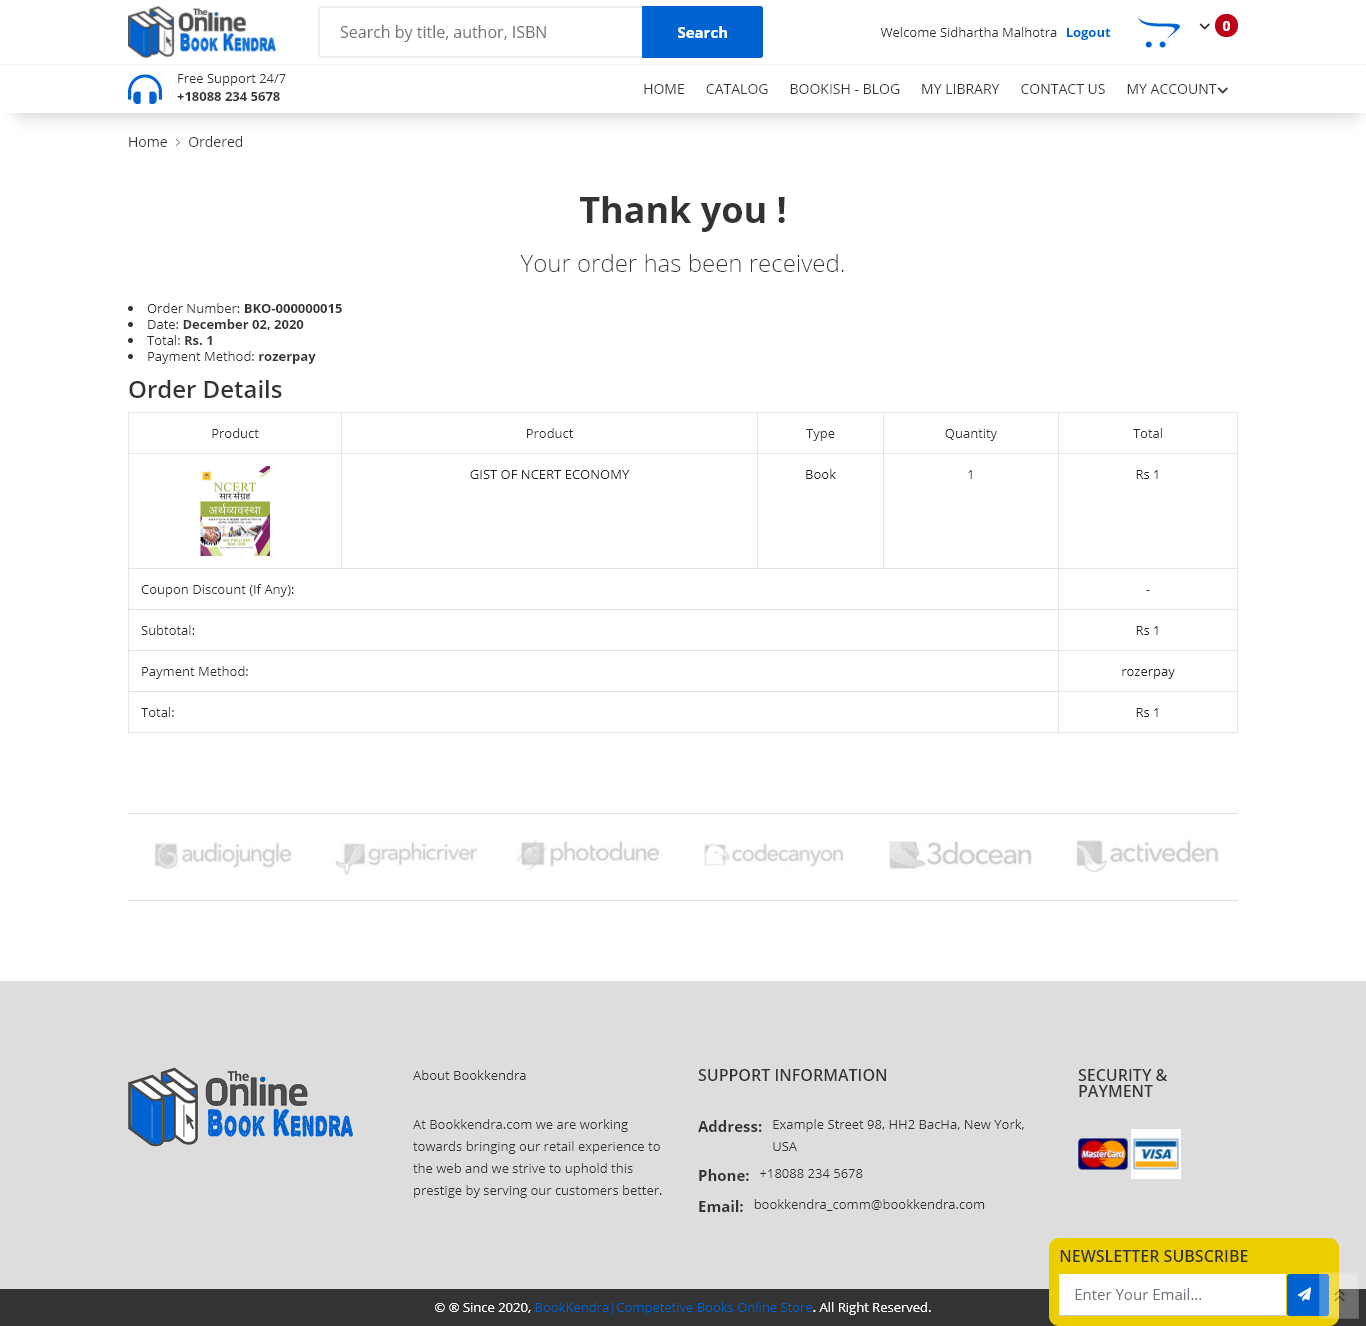 The Online
BOOK KENDRA
Search by title, author, ISBN
Search
Welcome Sidhartha Malhotra Logout
0
Free Support 24/7
+18088 234 5678
HOME CATALOG BOOKISH - BLOG MY LIBRARY CONTACT US MY ACCOUNT
Home > Ordered
Thank you !
Your order has been received.
• Order Number: BKO-000000015
• Date: December 02, 2020
• Total: Rs. 1
• Payment Method: rozerpay
Order Details
Product Product Type Quantity Total
NCERT
सार संग्रह
अर्थव्यवस्था
GIST OF NCERT ECONOMY Book 1 Rs 1
Coupon Discount (If Any): -
Subtotal: Rs 1
Payment Method: rozerpay
Total: Rs 1
audiojungle graphicriver photodune codecanyon 3docean activeden
The Online
BOOK KENDRA
About Bookkendra
At Bookkendra.com we are working
towards bringing our retail experience to
the web and we strive to uphold this
prestige by serving our customers better.
SUPPORT INFORMATION
Address: Example Street 98, HH2 BacHa, New York,
USA
Phone: +18088 234 5678
Email: bookkendra_comm@bookkendra.com
SECURITY &
PAYMENT
MasterCard VISA
NEWSLETTER SUBSCRIBE
Enter Your Email...
© ® Since 2020, BookKendra|Competetive Books Online Store. All Right Reserved.